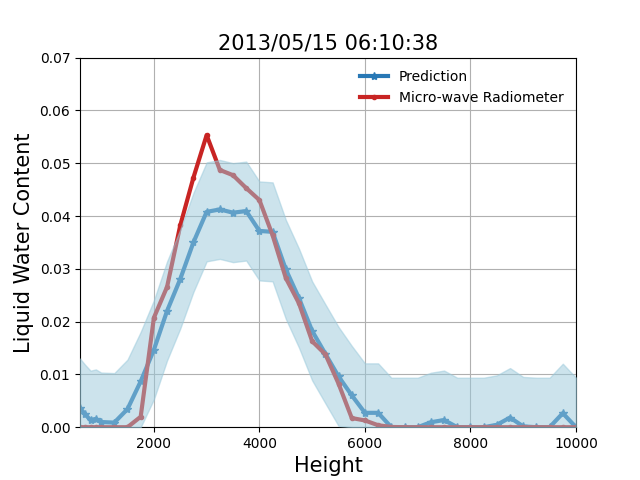 2013/05/15 06:10:38
0.07
0.06
0.05
0.04
0.03
0.02
0.01
0.00
Liquid Water Content
Prediction
Micro-wave Radiometer
2000 4000 6000 8000 10000
Height